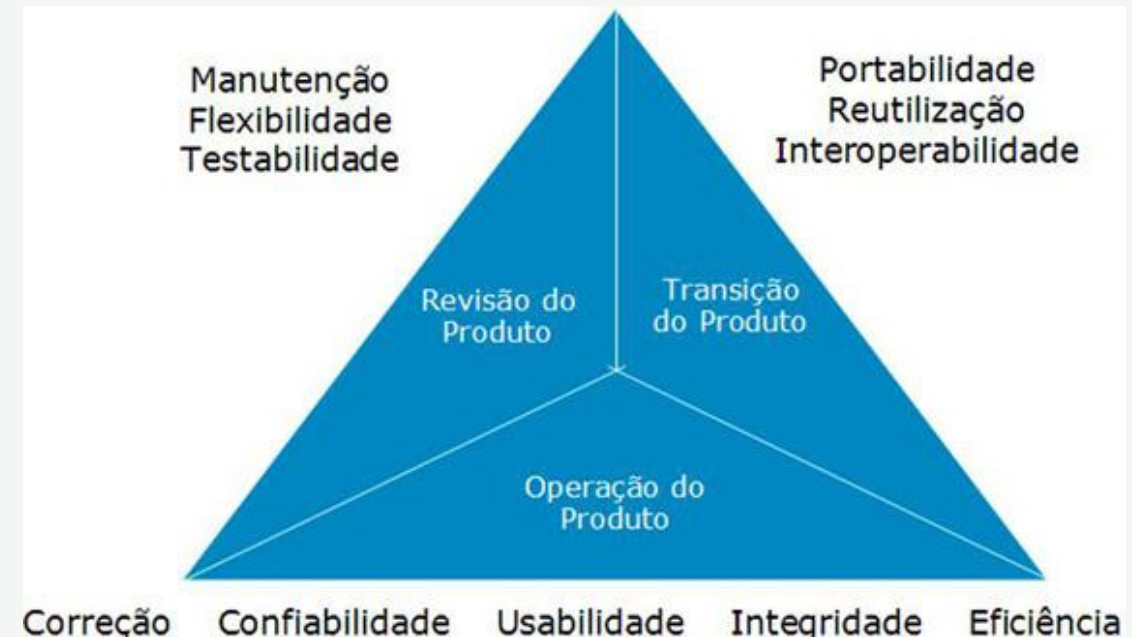 Manutenção
Flexibilidade
Testabilidade
Portabilidade
Reutilização
Interoperabilidade
Revisão do
Produto
Transição
do Produto
Operação do
Produto
Correção Confiabilidade Usabilidade Integridade Eficiência